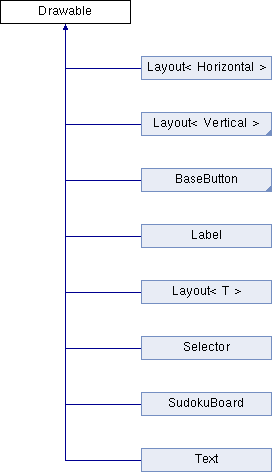 Drawable
Layout< Horizontal >
Layout< Vertical >
BaseButton
Label
Layout< T >
Selector
SudokuBoard
Text